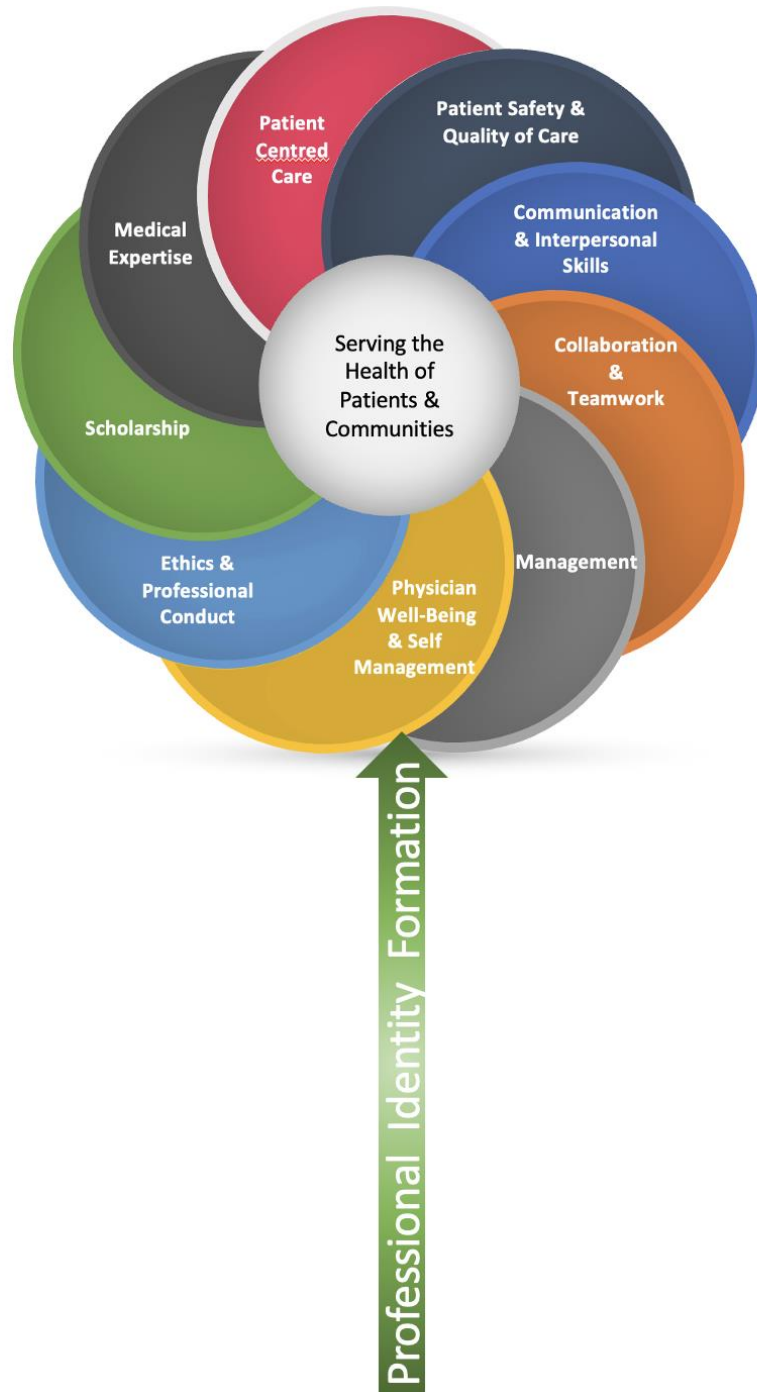 Patient
Centred
Care
Patient Safety &
Quality of Care
Communication
& Interpersonal
Skills
Collaboration
&
Teamwork
Management
Physician
Well-Being
& Self
Management
Ethics &
Professional
Conduct
Scholarship
Medical
Expertise
Serving the
Health of
Patients &
Communities
Professional Identity Formation